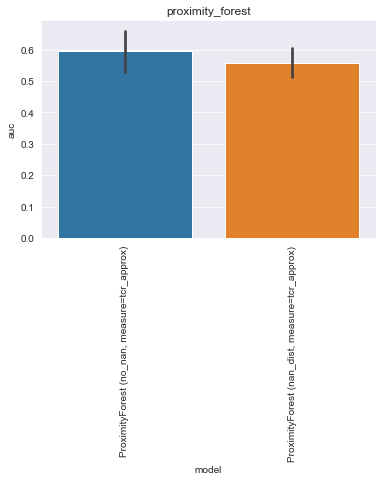 proximity_forest
0.6
0.5
0.4
0.3
0.2
0.1
0.0
auc
ProximityForest (no_nan, measure=tcr_approx)
ProximityForest (nan_dist, measure=tcr_approx)
model